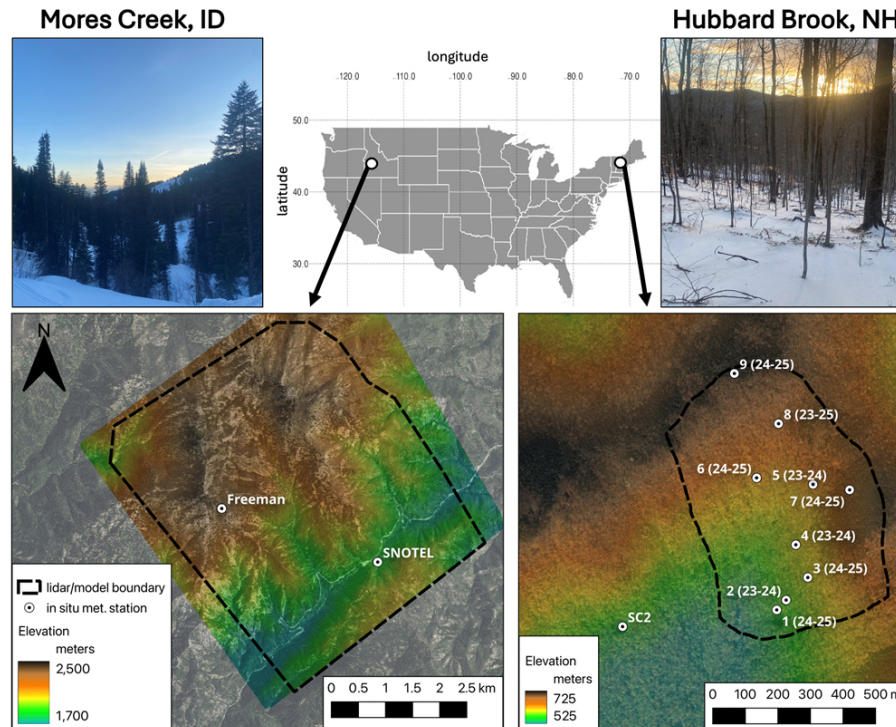 Mores Creek, ID
Hubbard Brook, NH
longitude
-120.0 -110.0 -100.0 -90.0 -70.0
50.0
40.0
30.0
latitude
N
Freeman
SNOTEL
lidar/model boundary
in situ met. station
Elevation
meters
2,500
1,700
0 0.5 1 1.5 2 2.5 km
9 (24-25)
8 (23-25)
6 (24-25)
5 (23-24)
7 (24-25)
4 (23-24)
3 (24-25)
2 (23-24)
1 (24-25)
SC2
Elevation
meters
725
525
0 100 200 300 400 500 m